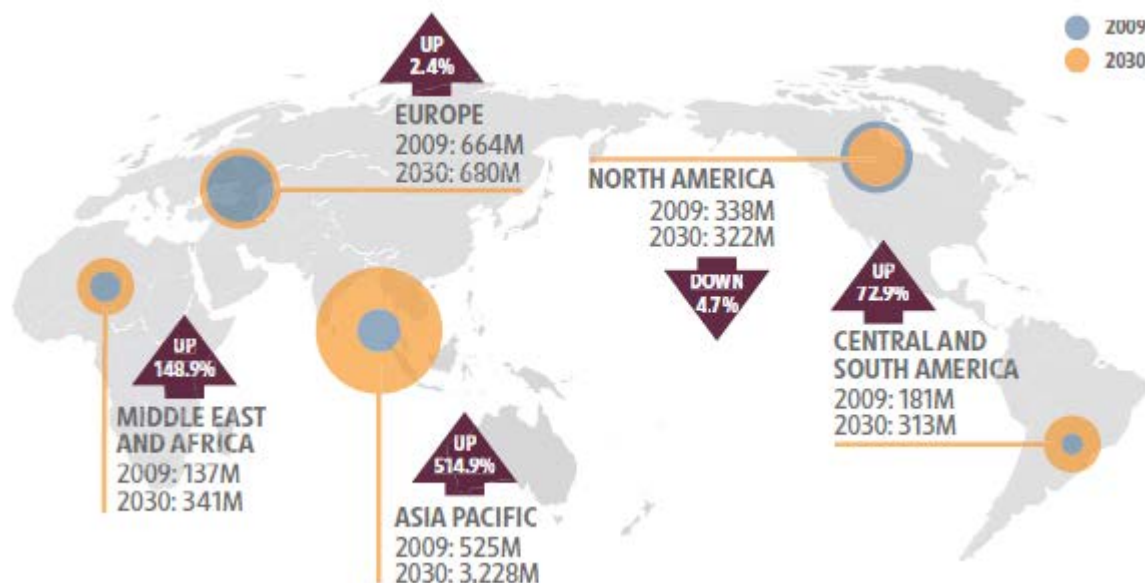 2009
2030
UP
2.4%
EUROPE
2009: 664M
2030: 680M
NORTH AMERICA
2009: 338M
2030: 322M
DOWN
4.7%
UP
72.9%
CENTRAL AND
SOUTH AMERICA
2009: 181M
2030: 313M
UP
148.9%
MIDDLE EAST
AND AFRICA
2009: 137M
2030: 341M
UP
514.9%
ASIA PACIFIC
2009: 525M
2030: 3,228M